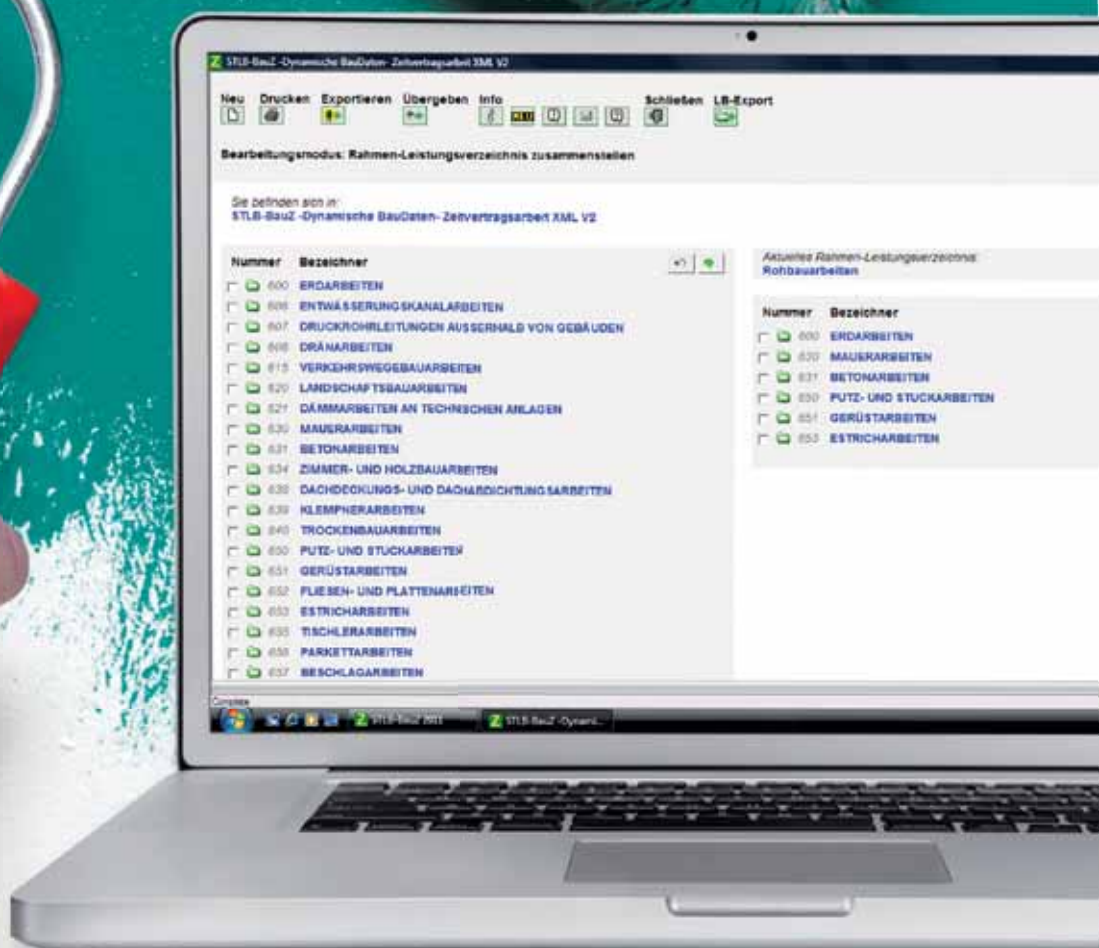 STLB-BauZ -Dynamische BauDaten- Zeitvertragsarbeit XML V2
Neu Drucken Exportieren Übergeben Info Schließen LB-Export
NEU
Bearbeitungsmodus: Rahmen-Leistungsverzeichnis zusammenstellen
Sie befinden sich in:
STLB-BauZ -Dynamische BauDaten- Zeitvertragsarbeit XML V2
Nummer Bezeichner
600 ERDARBEITEN
606 ENTWÄSSERUNGSKANALARBEITEN
607 DRUCKROHRLEITUNGEN AUSSERHALB VON GEBÄUDEN
608 DRÄNARBEITEN
615 VERKEHRSWEGEBAUARBEITEN
620 LANDSCHAFTSBAUARBEITEN
621 DÄMMARBEITEN AN TECHNISCHEN ANLAGEN
630 MAUERARBEITEN
631 BETONARBEITEN
634 ZIMMER- UND HOLZBAUARBEITEN
638 DACHDECKUNGS- UND DACHABDICHTUNGSARBEITEN
639 KLEMPNERARBEITEN
640 TROCKENBAUARBEITEN
650 PUTZ- UND STUCKARBEITEN
651 GERÜSTARBEITEN
652 FLIESEN- UND PLATTENARBEITEN
653 ESTRICHARBEITEN
655 TISCHLERARBEITEN
656 PARKETTARBEITEN
657 BESCHLAGARBEITEN
Aktuelles Rahmen-Leistungsverzeichnis:
Rohbauarbeiten
Nummer Bezeichner
600 ERDARBEITEN
630 MAUERARBEITEN
631 BETONARBEITEN
650 PUTZ- UND STUCKARBEITEN
651 GERÜSTARBEITEN
653 ESTRICHARBEITEN
Complete
STLB-BauZ 2011
STLB-BauZ -Dynami...